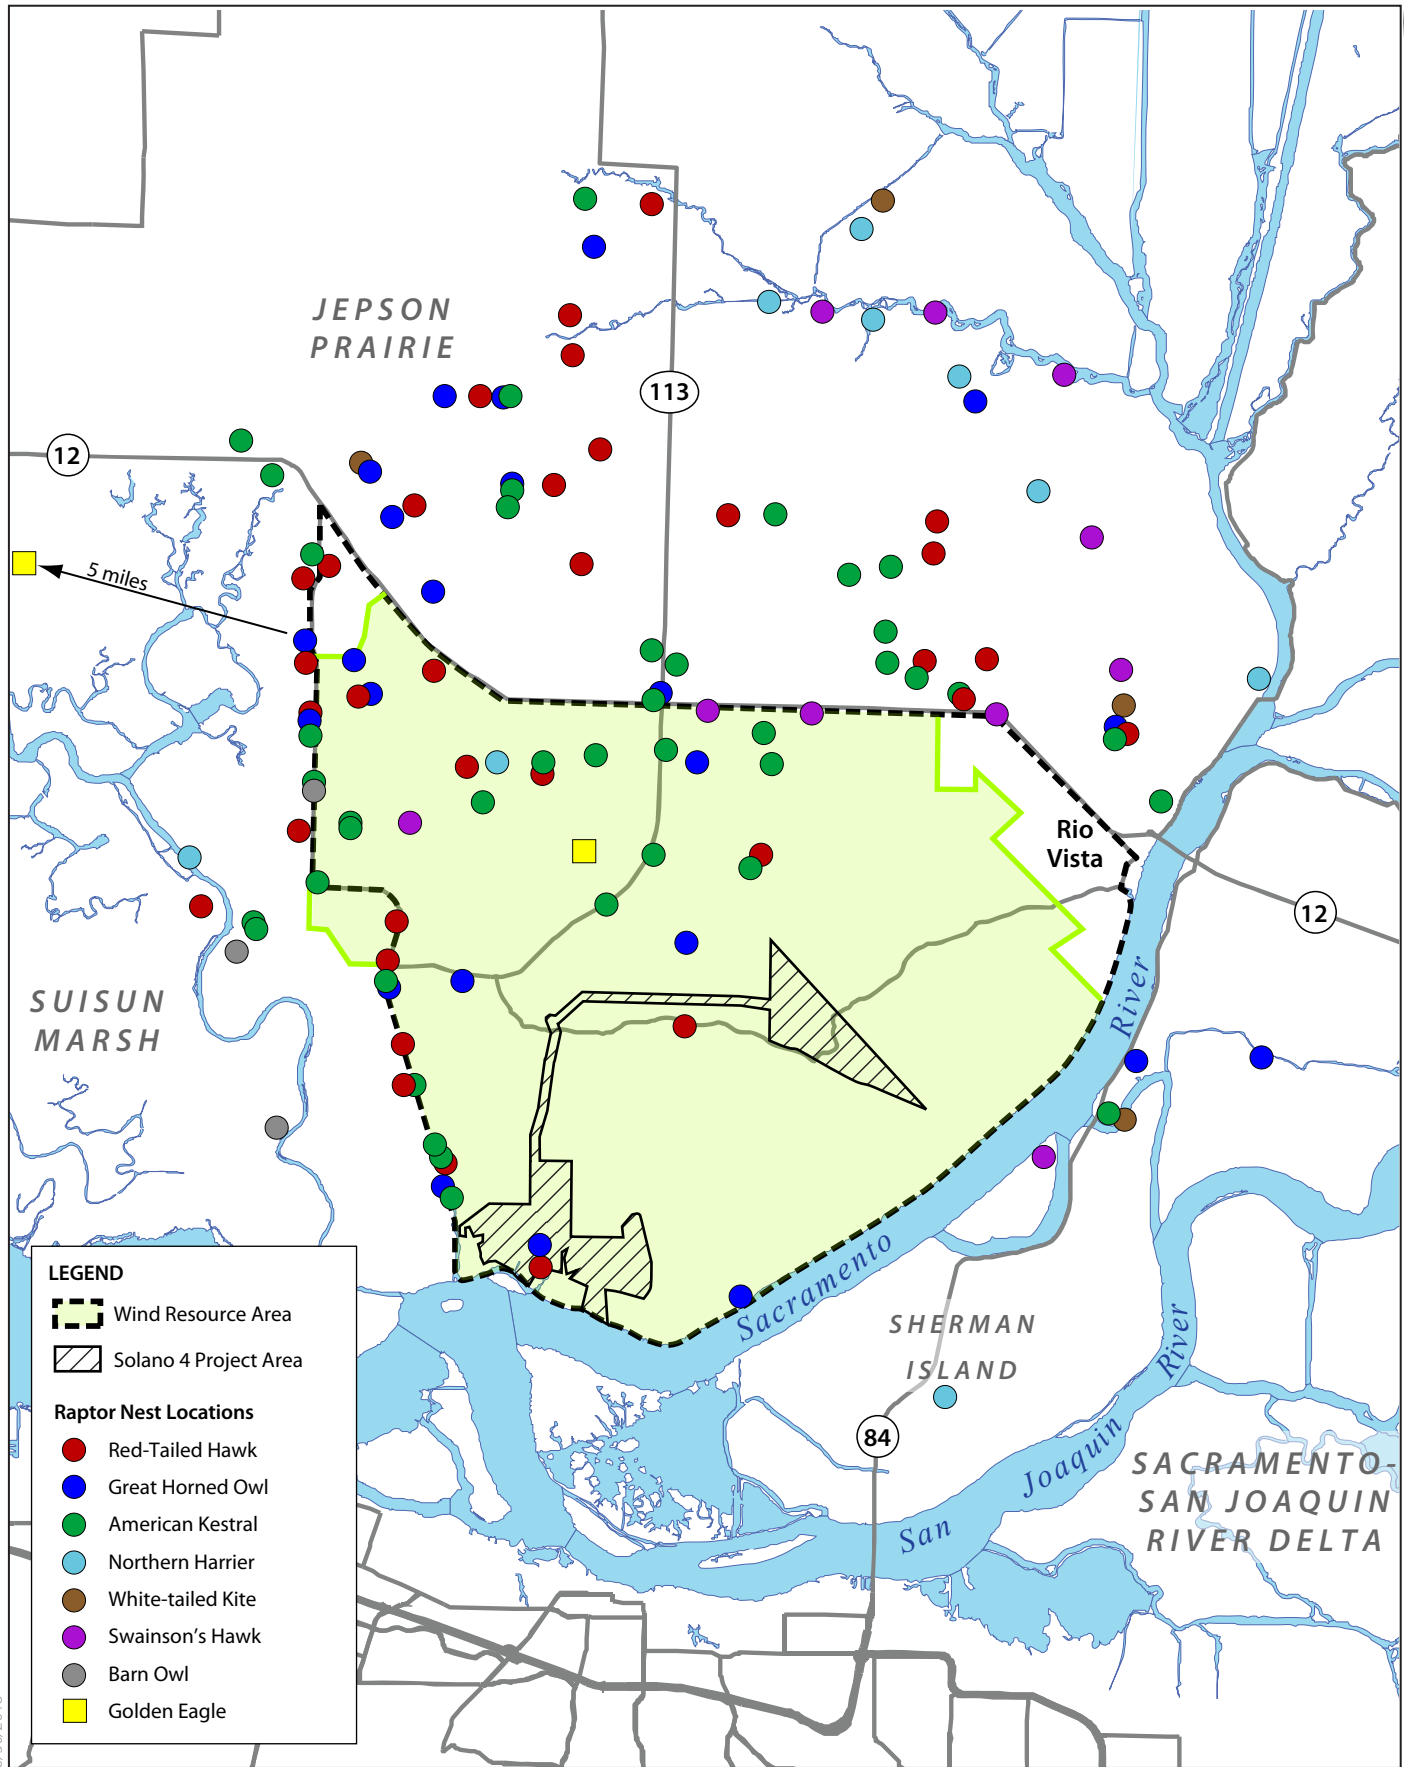 JEPSON
PRAIRIE
113
12
5 miles
Rio
Vista
12
SUISUN
MARSH
River
Sacramento
SHERMAN
ISLAND
River
84
Joaquin
San
SACRAMENTO-
SAN JOAQUIN
RIVER DELTA
LEGEND
Wind Resource Area
Solano 4 Project Area
Raptor Nest Locations
Red-Tailed Hawk
Great Horned Owl
American Kestral
Northern Harrier
White-tailed Kite
Swainson's Hawk
Barn Owl
Golden Eagle